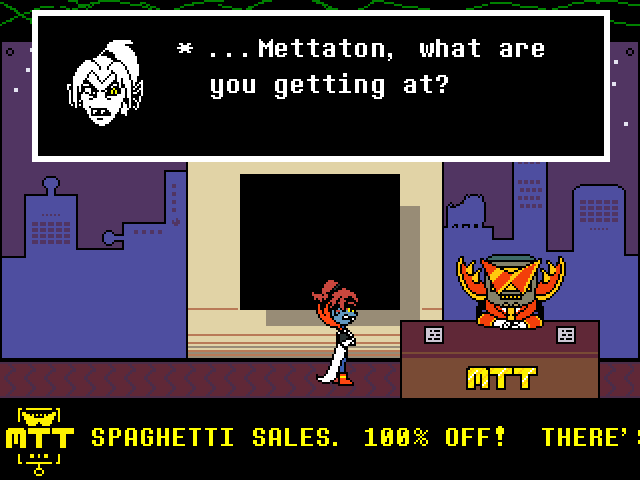 * ...Mettaton, what are
you getting at?
MTT
MTT SPAGHETTI SALES. 100% OFF! THERE'